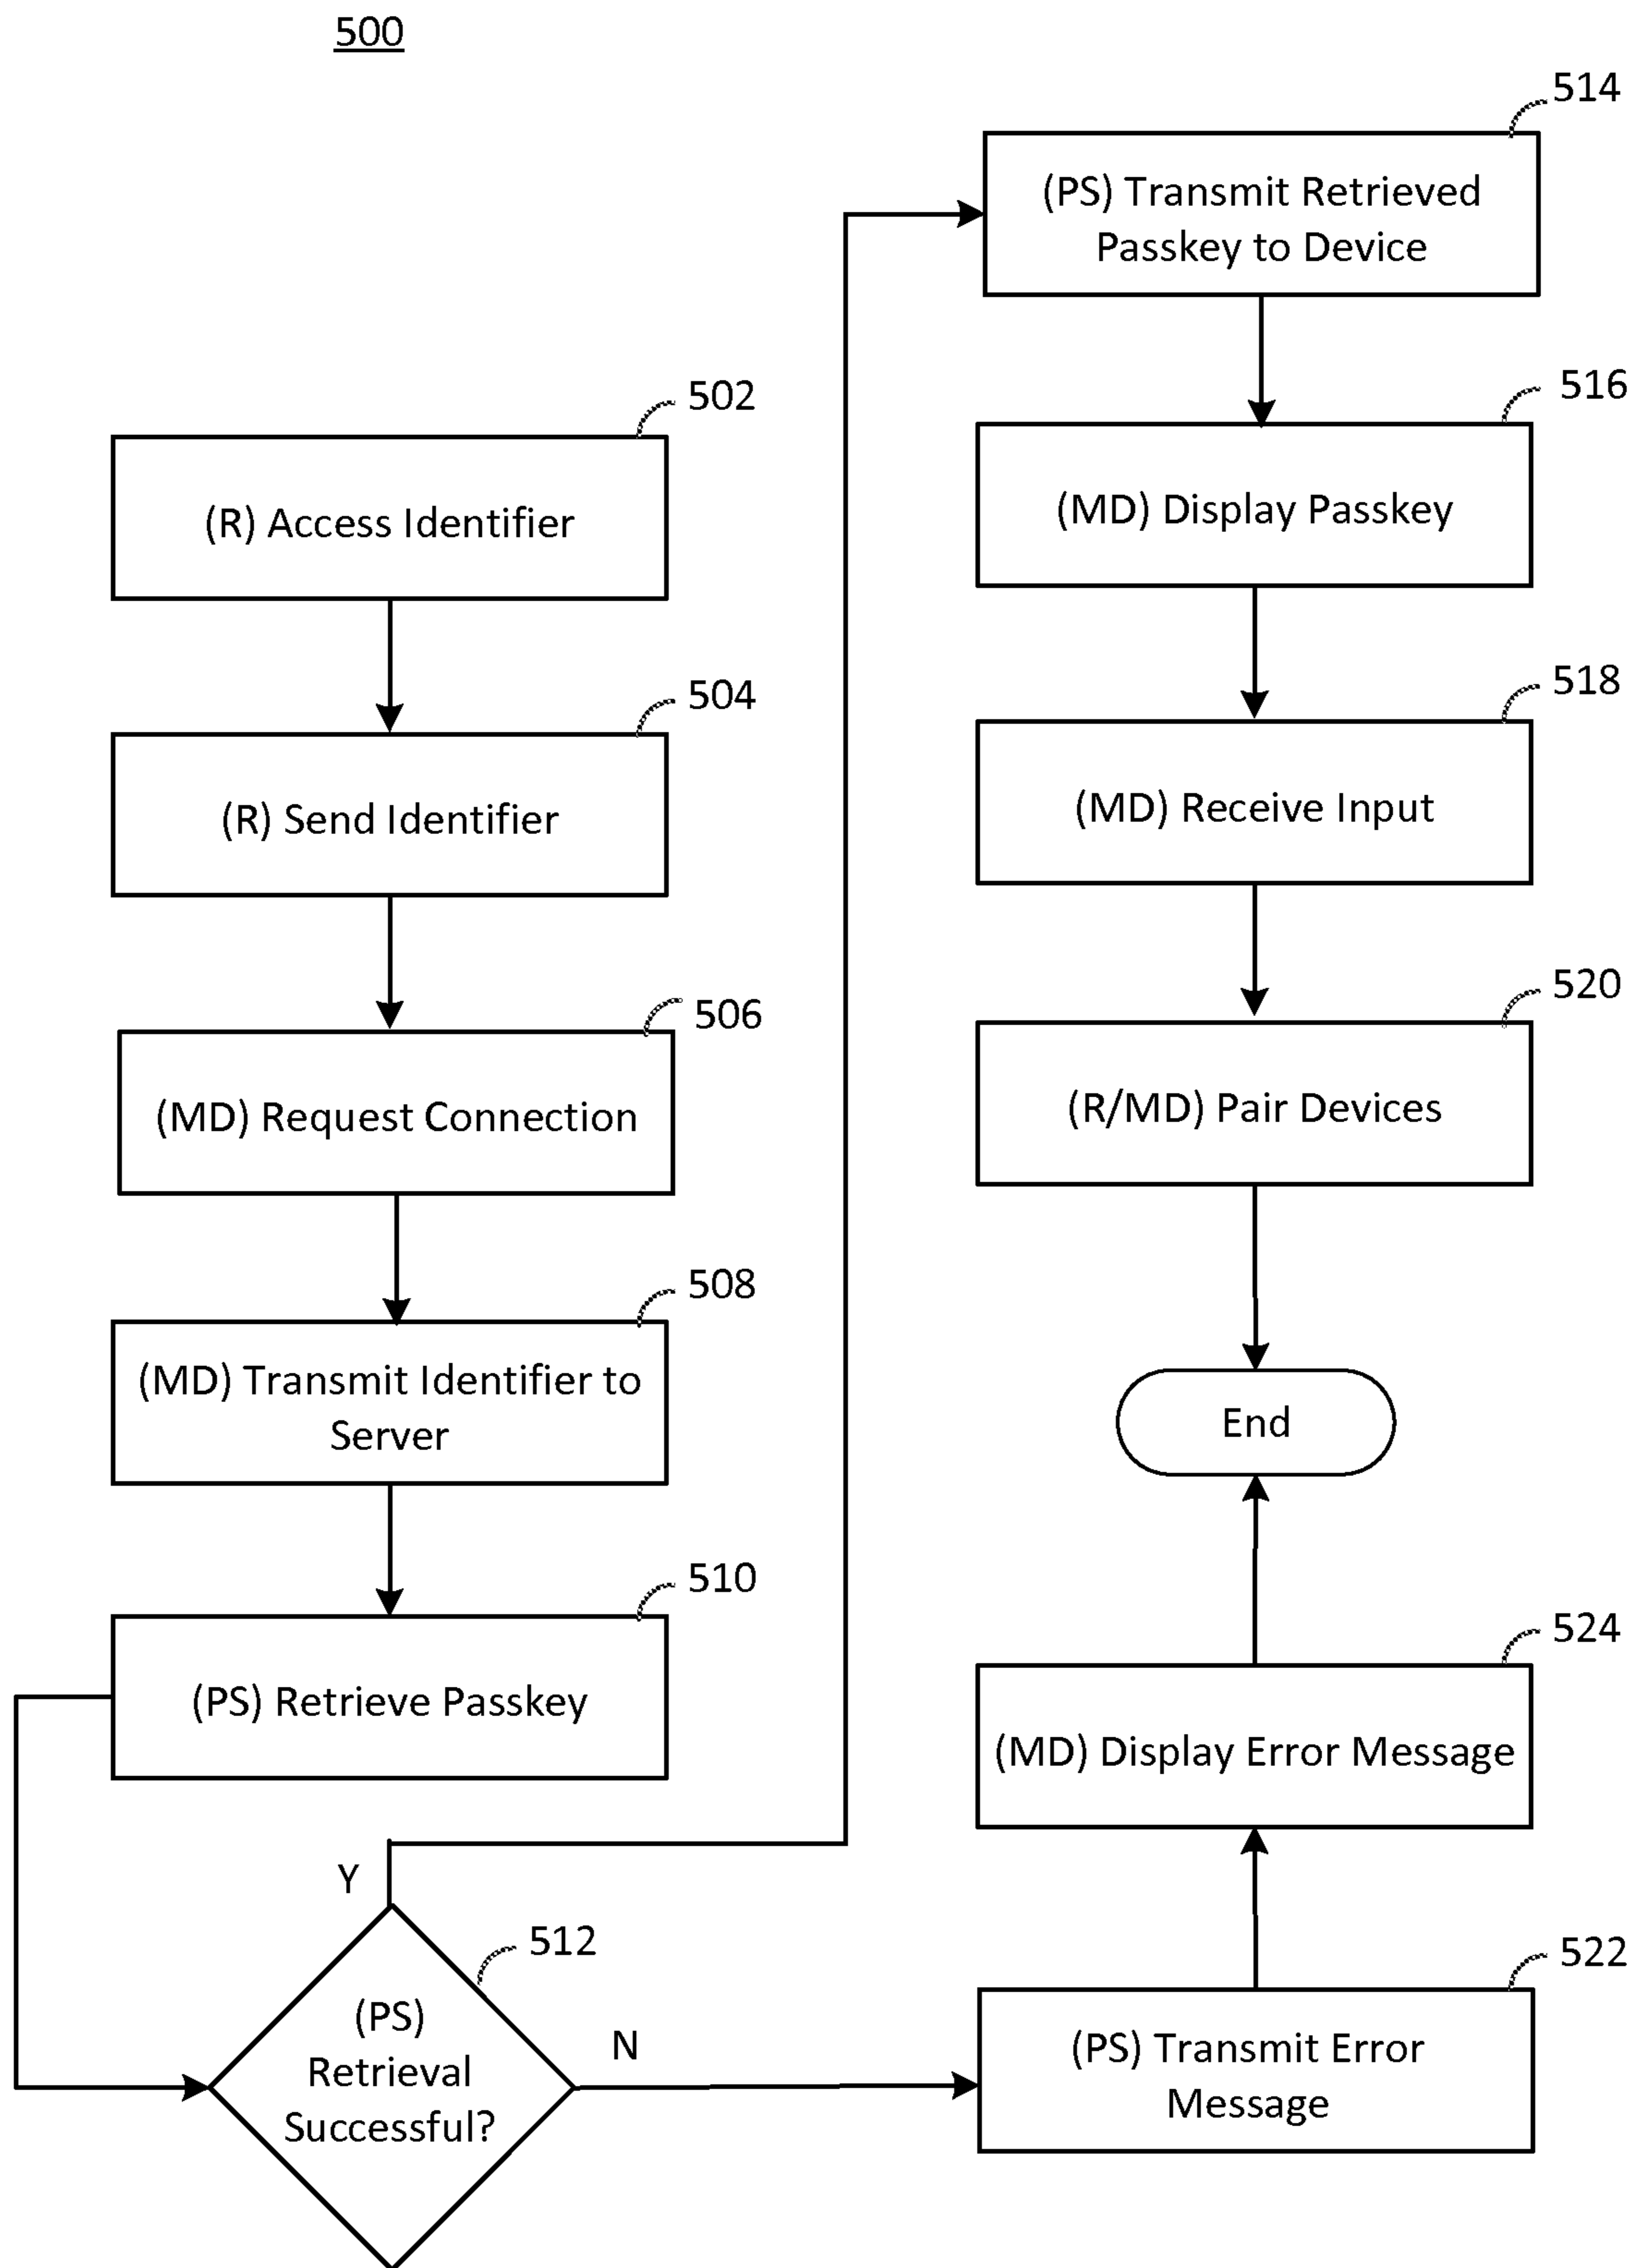 500
502
(R) Access Identifier
504
(R) Send Identifier
506
(MD) Request Connection
508
(MD) Transmit Identifier to
Server
510
(PS) Retrieve Passkey
Y
512
(PS)
Retrieval
Successful?
N
514
(PS) Transmit Retrieved
Passkey to Device
516
(MD) Display Passkey
518
(MD) Receive Input
520
(R/MD) Pair Devices
End
524
(MD) Display Error Message
522
(PS) Transmit Error
Message